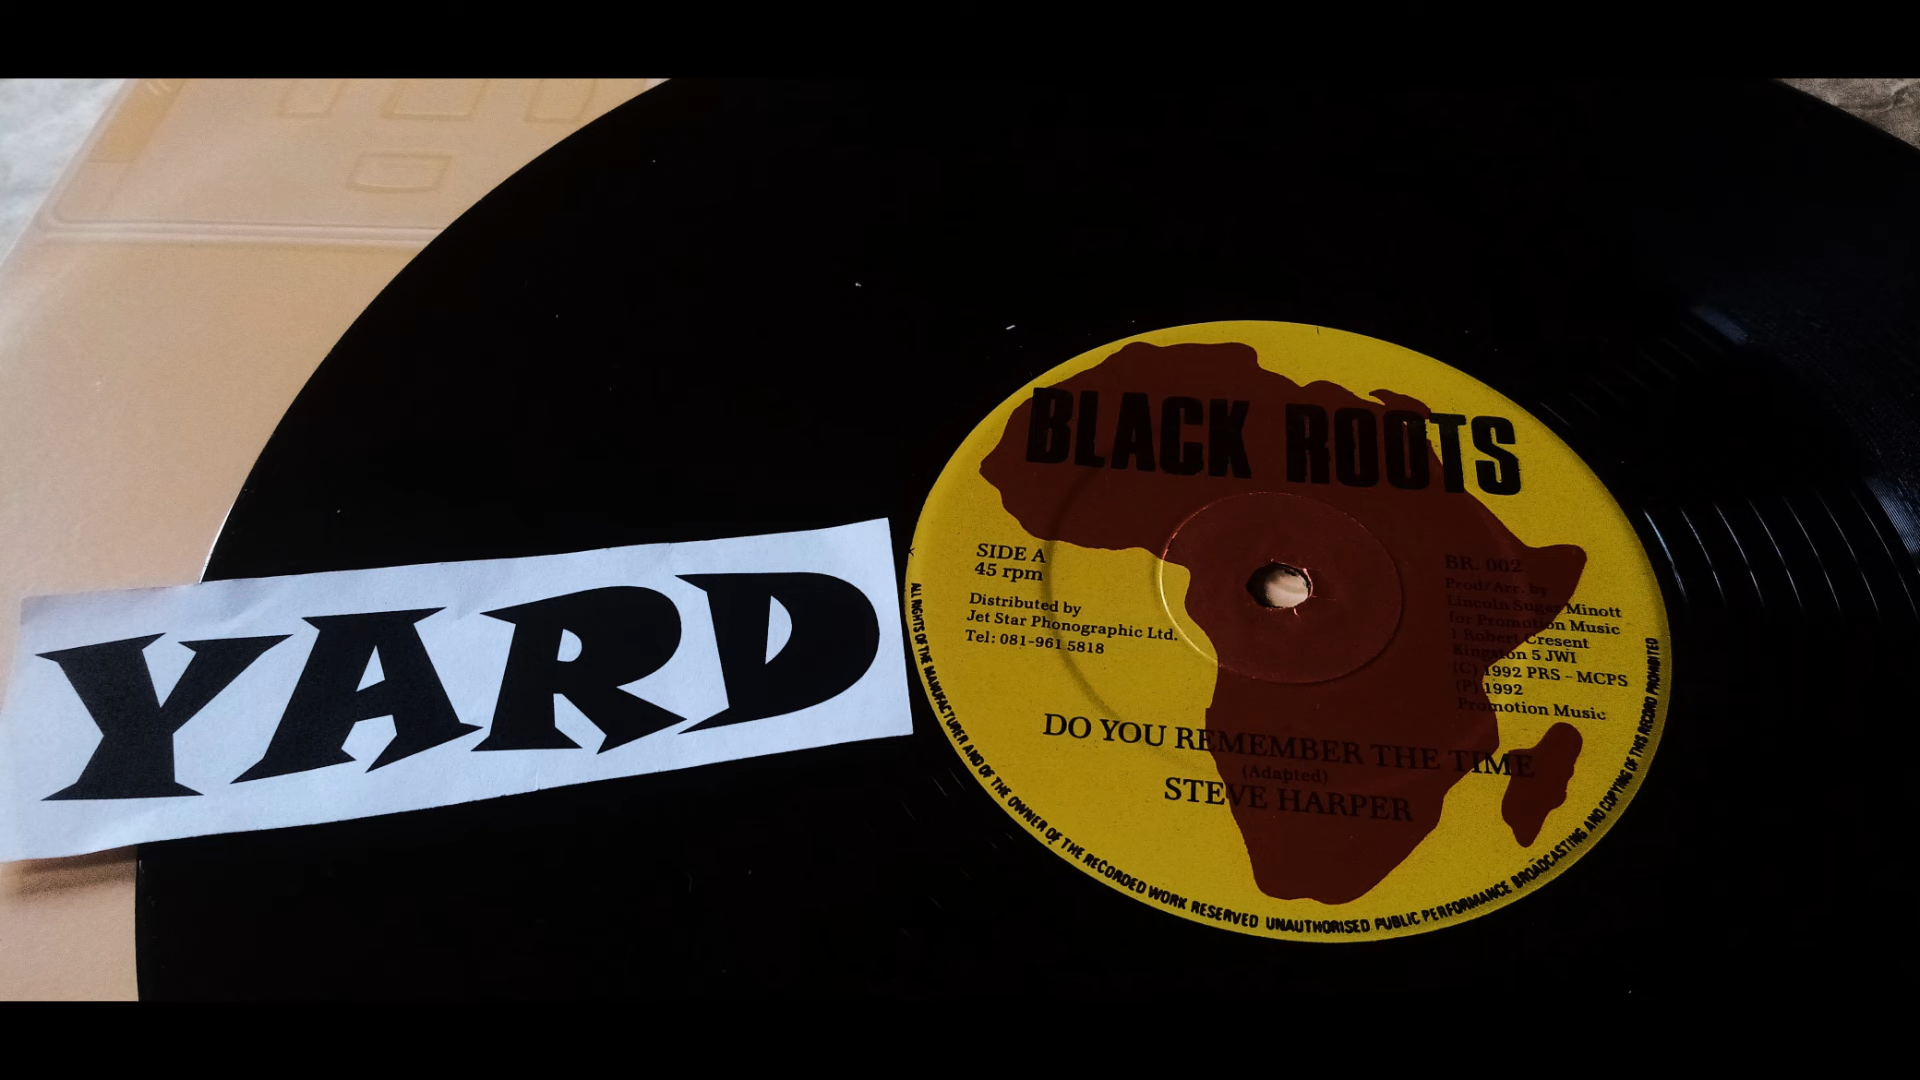 YARD
BLACK ROOTS
SIDE A
45 rpm
Distributed by
Jet Star Phonographic Ltd.
Tel: 081-961 5818
BR. 002
Prod/Arr. by
Lincoln Sugar Minott
for Promotion Music
1 Robert Cresent
Kingston 5 JWI
(C) 1992 PRS - MCPS
(P) 1992
Promotion Music
DO YOU REMEMBER THE TIME
(Adapted)
STEVE HARPER
ALL RIGHTS OF THE MANUFACTURER AND OF THE OWNER OF THE RECORDED WORK RESERVED UNAUTHORISED PUBLIC PERFORMANCE BROADCASTING AND COPYING OF THIS RECORD PROHIBITED